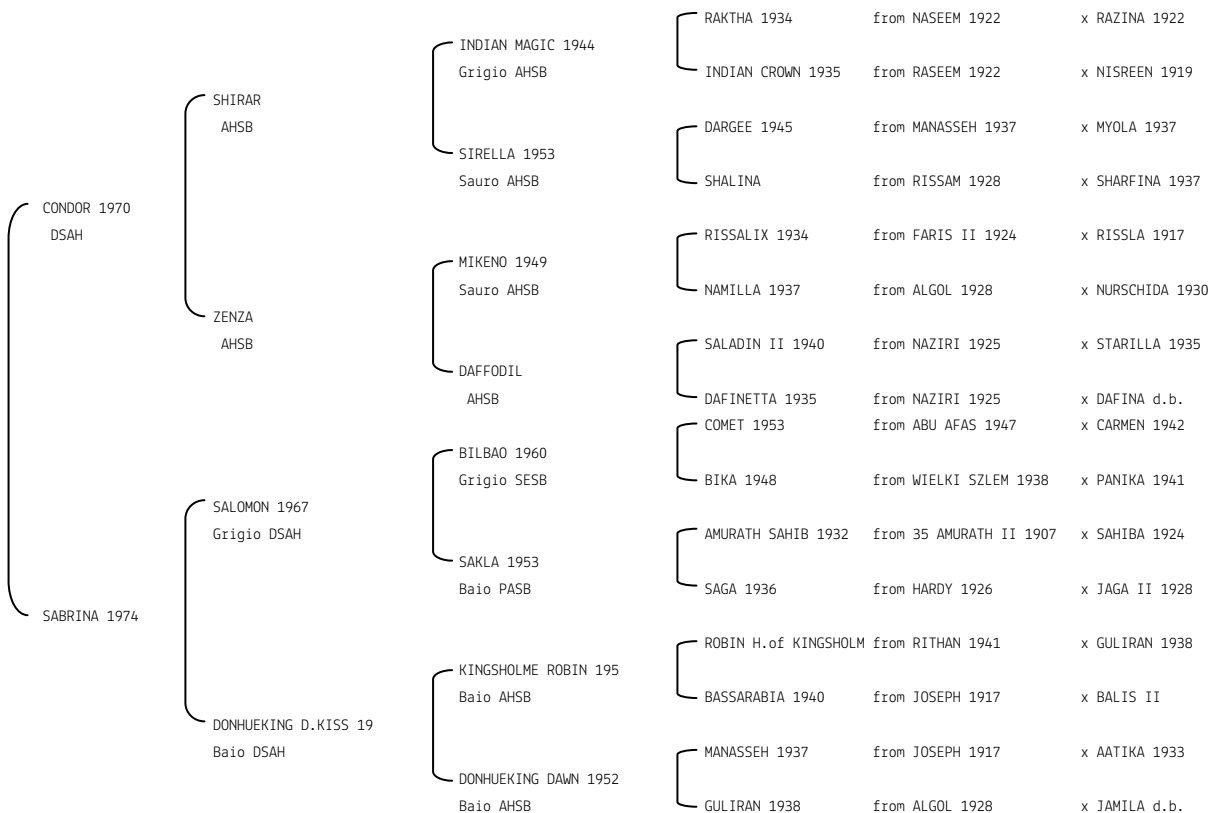 RAKTHA 1934 from NASEEM 1922 x RAZINA 1922
INDIAN MAGIC 1944
Grigio AHSB INDIAN CROWN 1935 from RASEEM 1922 x NISREEN 1919
SHIRAR
AHSB DARGEE 1945 from MANASSEH 1937 x MYOLA 1937
SIRELLA 1953
Sauro AHSB SHALINA from RISSAM 1928 x SHARFINA 1937
CONDOR 1970
DSAH RISSALIX 1934 from FARIS II 1924 x RISSLA 1917
MIKENO 1949
Sauro AHSB NAMILLA 1937 from ALGOL 1928 x NURSCHIDA 1930
ZENZA
AHSB SALADIN II 1940 from NAZIRI 1925 x STARILLA 1935
DAFFODIL
AHSB DAFINETTA 1935 from NAZIRI 1925 x DAFINA d.b.
COMET 1953 from ABU AFAS 1947 x CARMEN 1942
BILBAO 1960
Grigio SESB BIKA 1948 from WIELKI SZLEM 1938 x PANIKA 1941
SALOMON 1967
Grigio DSAH AMURATH SAHIB 1932 from 35 AMURATH II 1907 x SAHIBA 1924
SAKLA 1953
Baio PASB SAGA 1936 from HARDY 1926 x JAGA II 1928
SABRINA 1974
ROBIN H.of KINGSHOLM from RITHAN 1941 x GULIRAN 1938
KINGSHOLME ROBIN 195
Baio AHSB BASSARABIA 1940 from JOSEPH 1917 x BALIS II
DONHUEKING D.KISS 19
Baio DSAH MANASSEH 1937 from JOSEPH 1917 x AATIKA 1933
DONHUEKING DAWN 1952
Baio AHSB GULIRAN 1938 from ALGOL 1928 x JAMILA d.b.